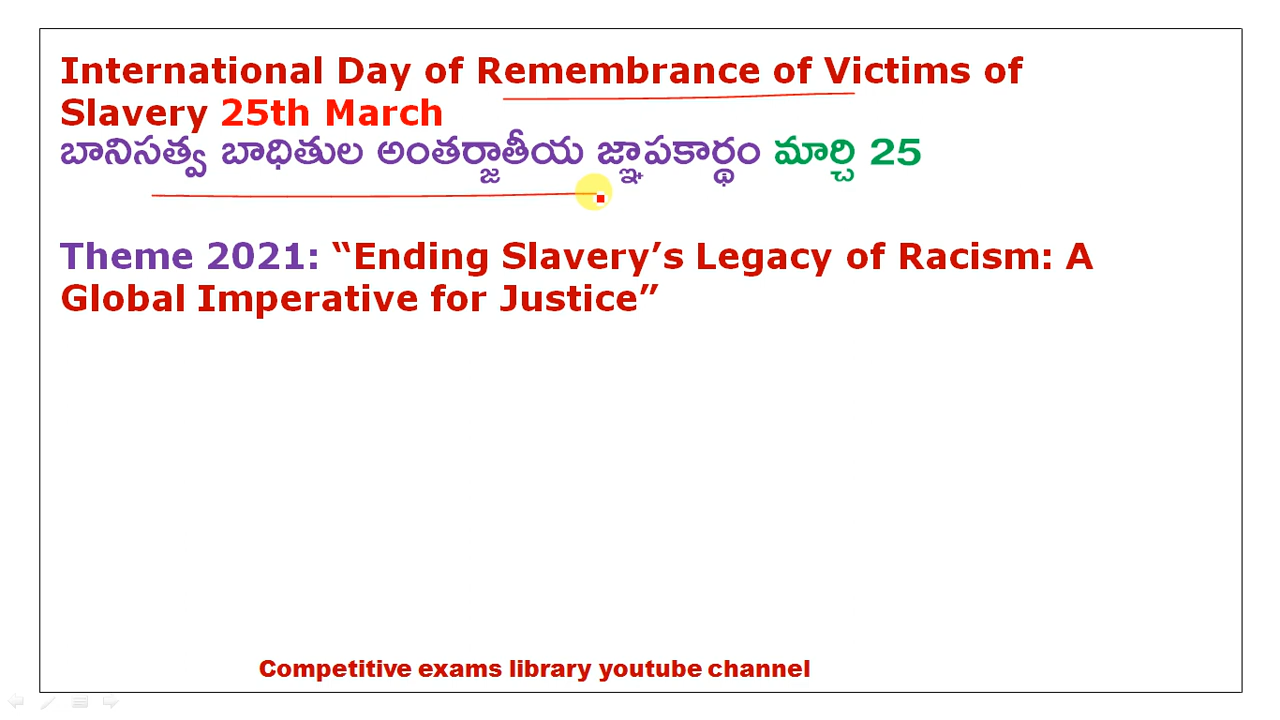 International Day of Remembrance of Victims of
Slavery 25th March
బానిసత్వ బాధితుల అంతర్జాతీయ జ్ఞాపకార్థం మార్చి 25
Theme 2021: “Ending Slavery’s Legacy of Racism: A
Global Imperative for Justice”
Competitive exams library youtube channel